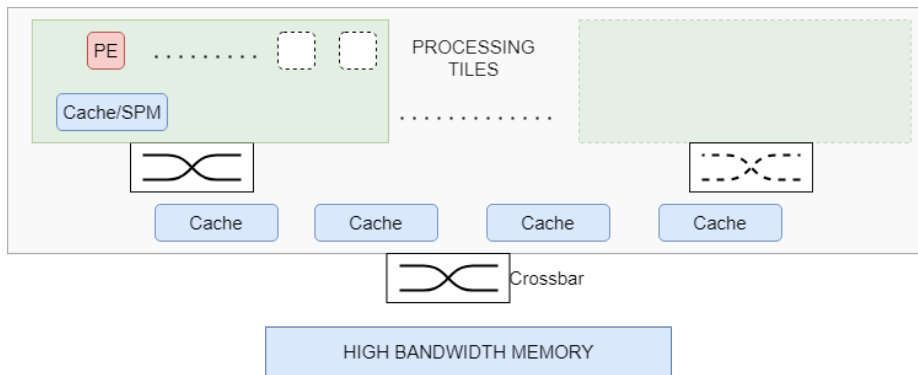 PE
PROCESSING
TILES
Cache/SPM
Cache
Cache
Cache
Cache
Crossbar
HIGH BANDWIDTH MEMORY